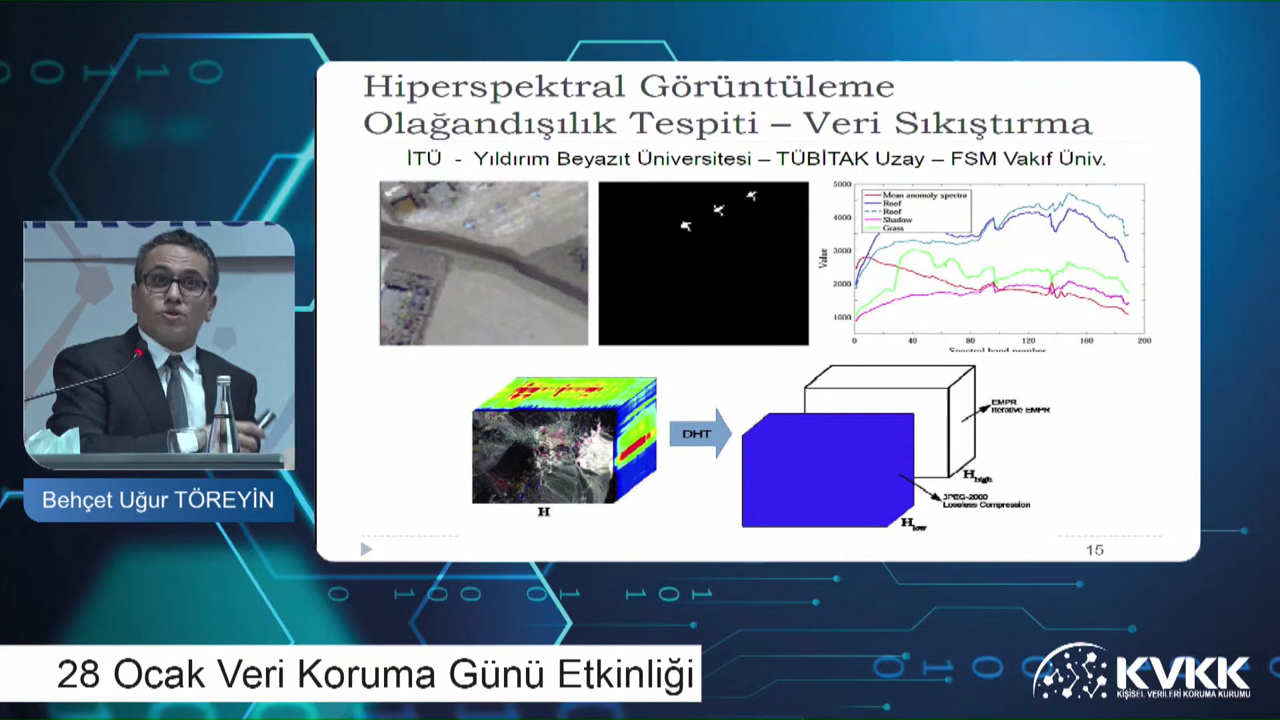 Hiperspektral Görüntüleme
Olağandışılık Tespiti – Veri Sıkıştırma
İTÜ - Yıldırım Beyazıt Üniversitesi – TÜBİTAK Uzay – FSM Vakıf Üniv.
5000
4000
3000
2000
1000
Value
Mean anomaly spectra
Roof
Roof
Shadow
Grass
0 40 80 120 160 200
Spectral band number
H
DHT
EMPR
Iterative EMPR
H high
JPEG-2000
Lossless Compression
H low
15
Behçet Uğur TÖREYİN
28 Ocak Veri Koruma Günü Etkinliği
KVKK
KİŞİSEL VERİLERİ KORUMA KURUMU